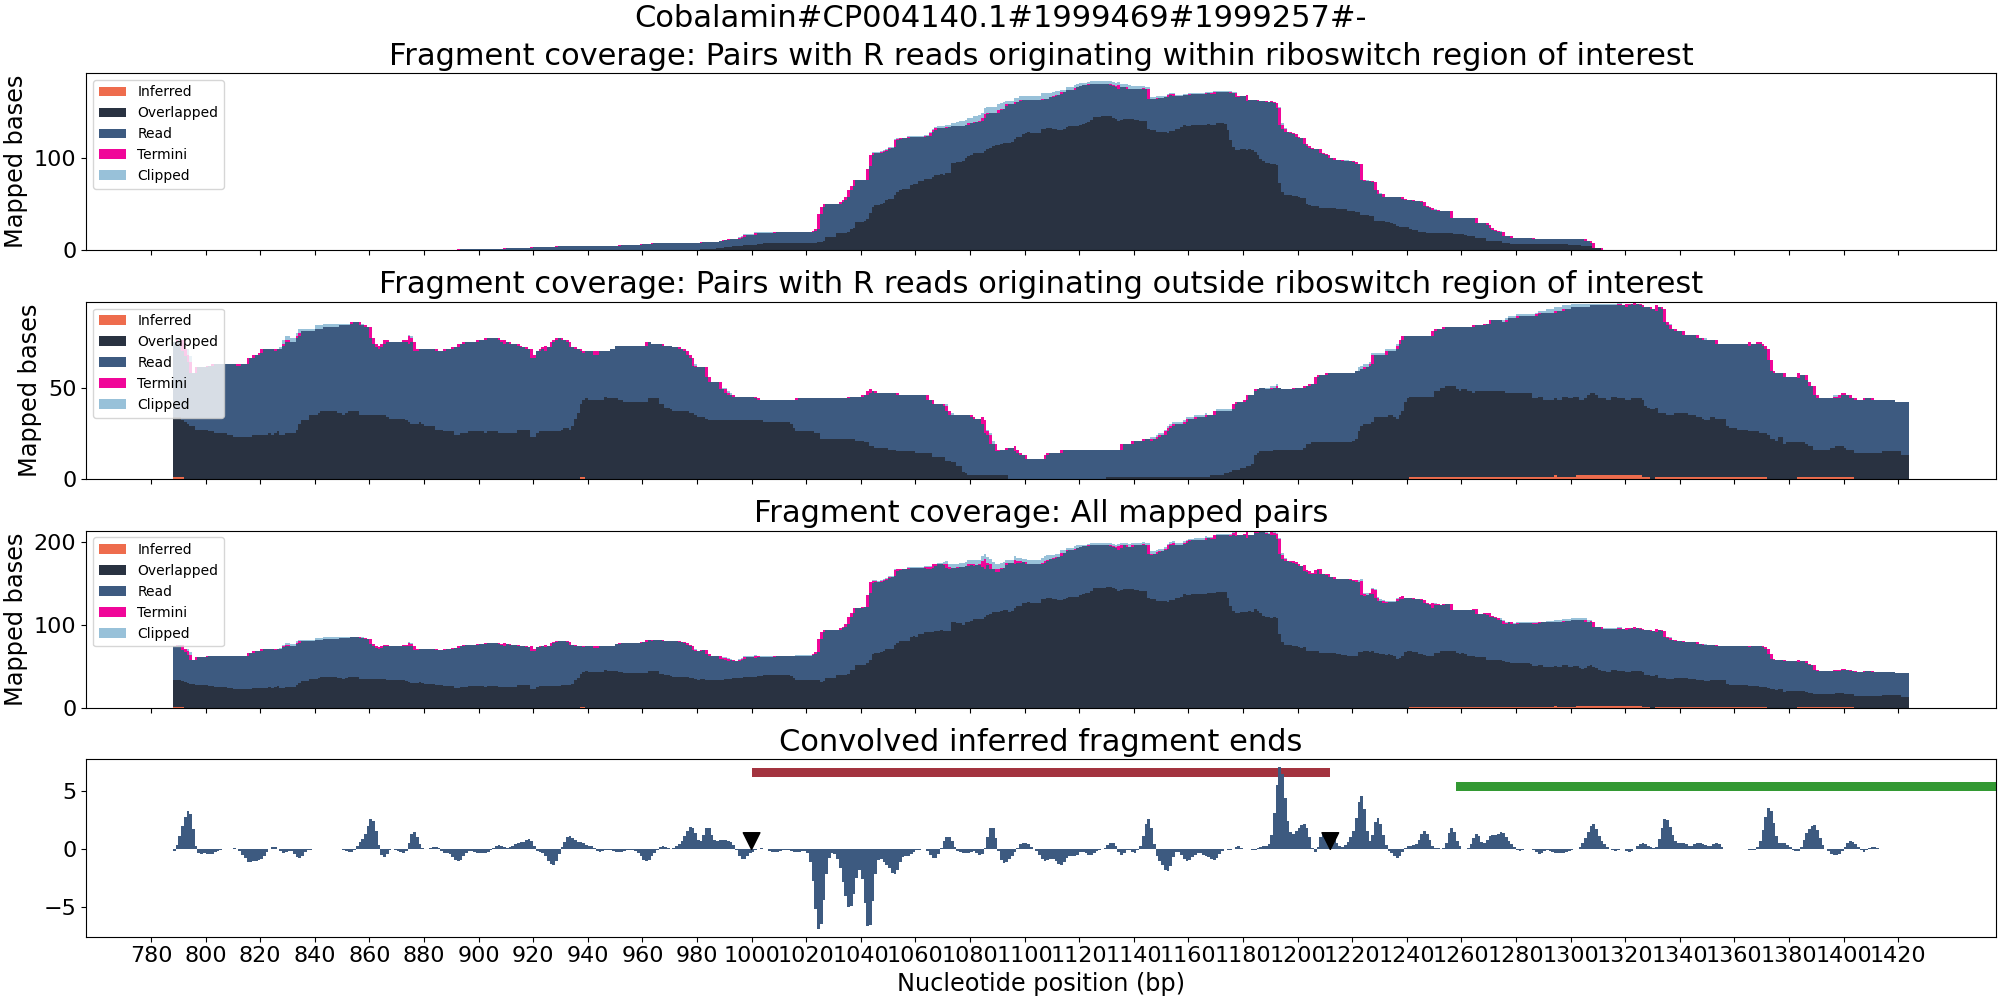 Cobalamin#CP004140.1#1999469#1999257#-
Fragment coverage: Pairs with R reads originating within riboswitch region of interest
Mapped bases
100
0
Inferred
Overlapped
Read
Termini
Clipped
Fragment coverage: Pairs with R reads originating outside riboswitch region of interest
Mapped bases
50
0
Inferred
Overlapped
Read
Termini
Clipped
Fragment coverage: All mapped pairs
Mapped bases
200
100
0
Inferred
Overlapped
Read
Termini
Clipped
Convolved inferred fragment ends
5
0
−5
780 800 820 840 860 880 900 920 940 960 980 1000 1020 1040 1060 1080 1100 1120 1140 1160 1180 1200 1220 1240 1260 1280 1300 1320 1340 1360 1380 1400 1420
Nucleotide position (bp)